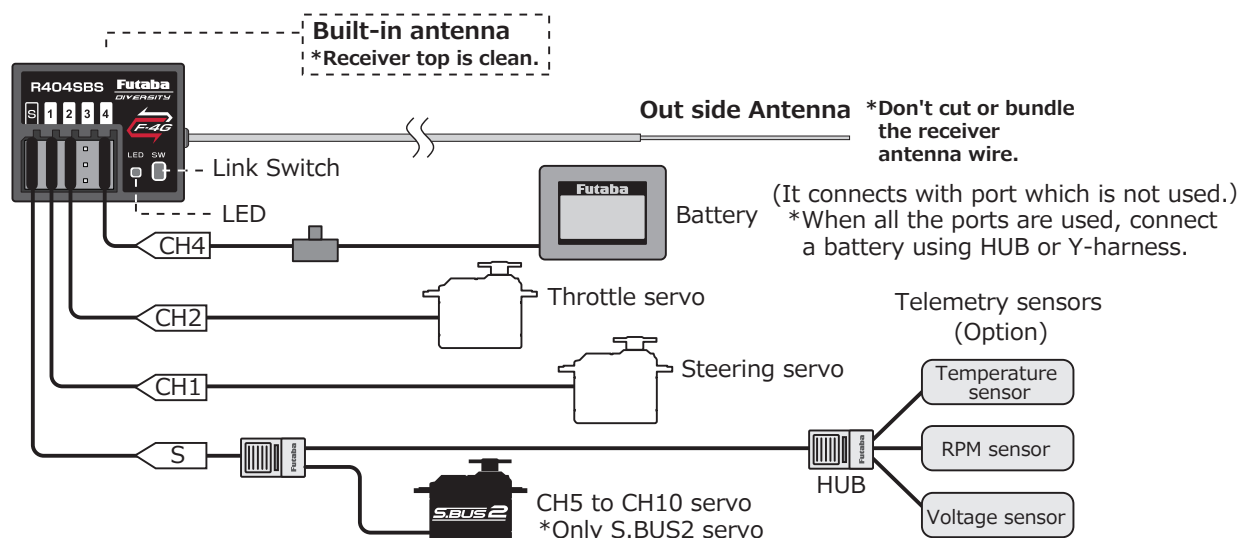 Built-in antenna
*Receiver top is clean.
R404SBS Futaba
DIVERSITY
S 1 2 3 4
F-4G
LED SW
Link Switch
LED
Out side Antenna *Don't cut or bundle
the receiver
antenna wire.
Futaba
Battery
(It connects with port which is not used.)
*When all the ports are used, connect
a battery using HUB or Y-harness.
CH4
Throttle servo
CH2
Steering servo
CH1
S
Futaba
S.BUS2
CH5 to CH10 servo
*Only S.BUS2 servo
Futaba
HUB
Telemetry sensors
(Option)
Temperature
sensor
RPM sensor
Voltage sensor